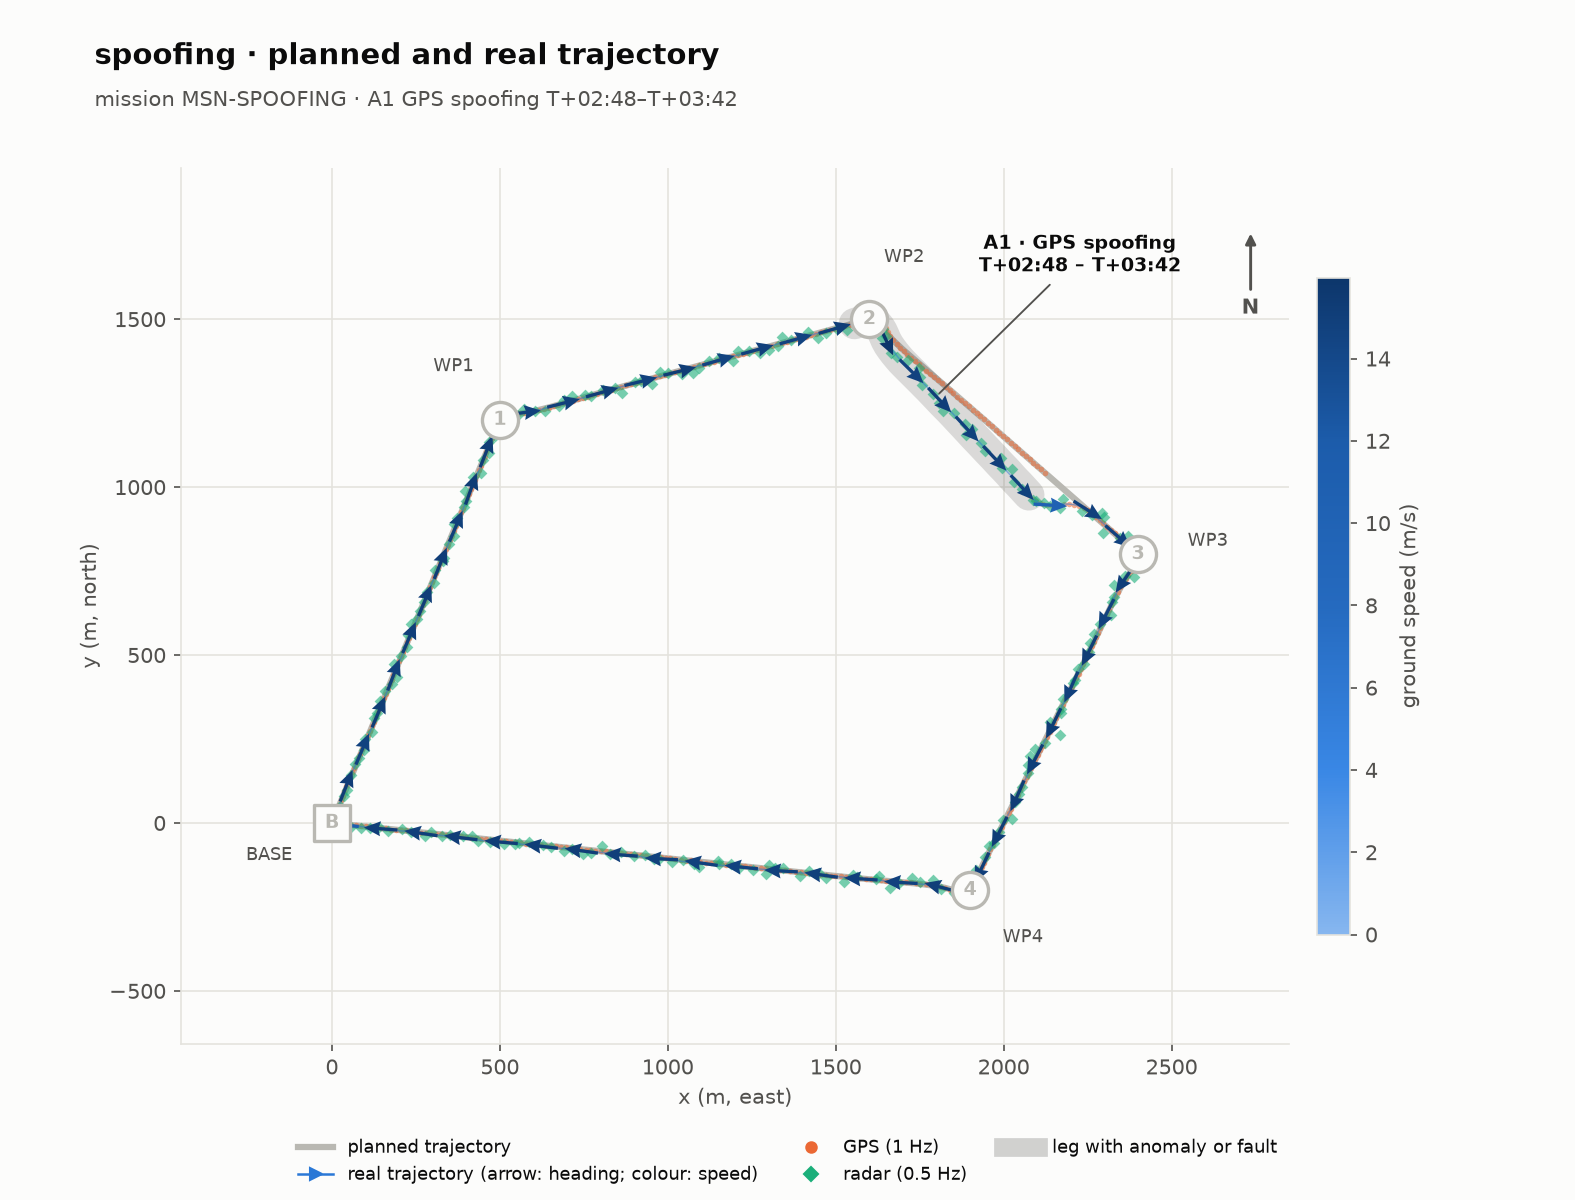 spoofing · planned and real trajectory
mission MSN-SPOOFING · A1 GPS spoofing T+02:48–T+03:42
A1 · GPS spoofing
T+02:48 – T+03:42
N
WP2
2
WP1
1
WP3
3
B
BASE
4
WP4
1500
1000
500
0
−500
y (m, north)
0
500
1000
1500
2000
2500
x (m, east)
14
12
10
8
6
4
2
0
ground speed (m/s)
planned trajectory
real trajectory (arrow: heading; colour: speed)
GPS (1 Hz)
radar (0.5 Hz)
leg with anomaly or fault